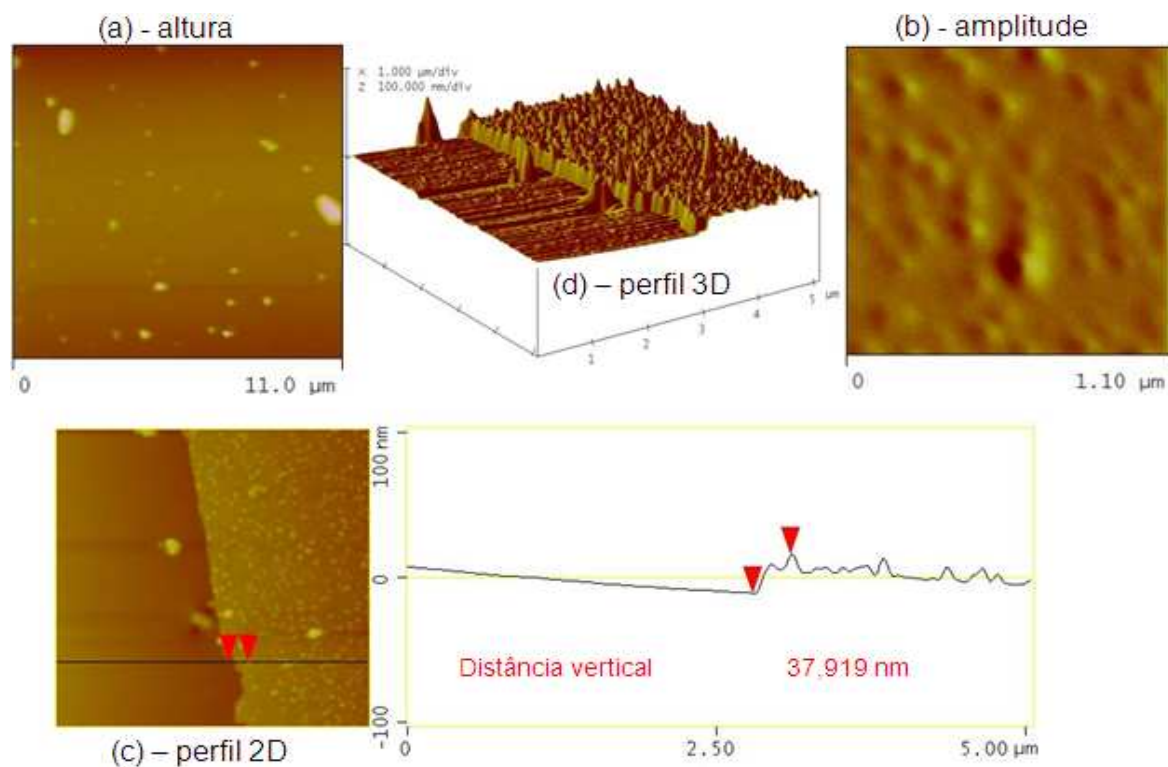 (a) - altura
(b) - amplitude
X 1.000 µm/div
Z 100.000 nm/div
(d) – perfil 3D
1 2 3 4 5 µm
0 11.0 µm
0 1.10 µm
100 nm
0
-100
Distância vertical 37,919 nm
(c) – perfil 2D
0 2.50 5.00 µm